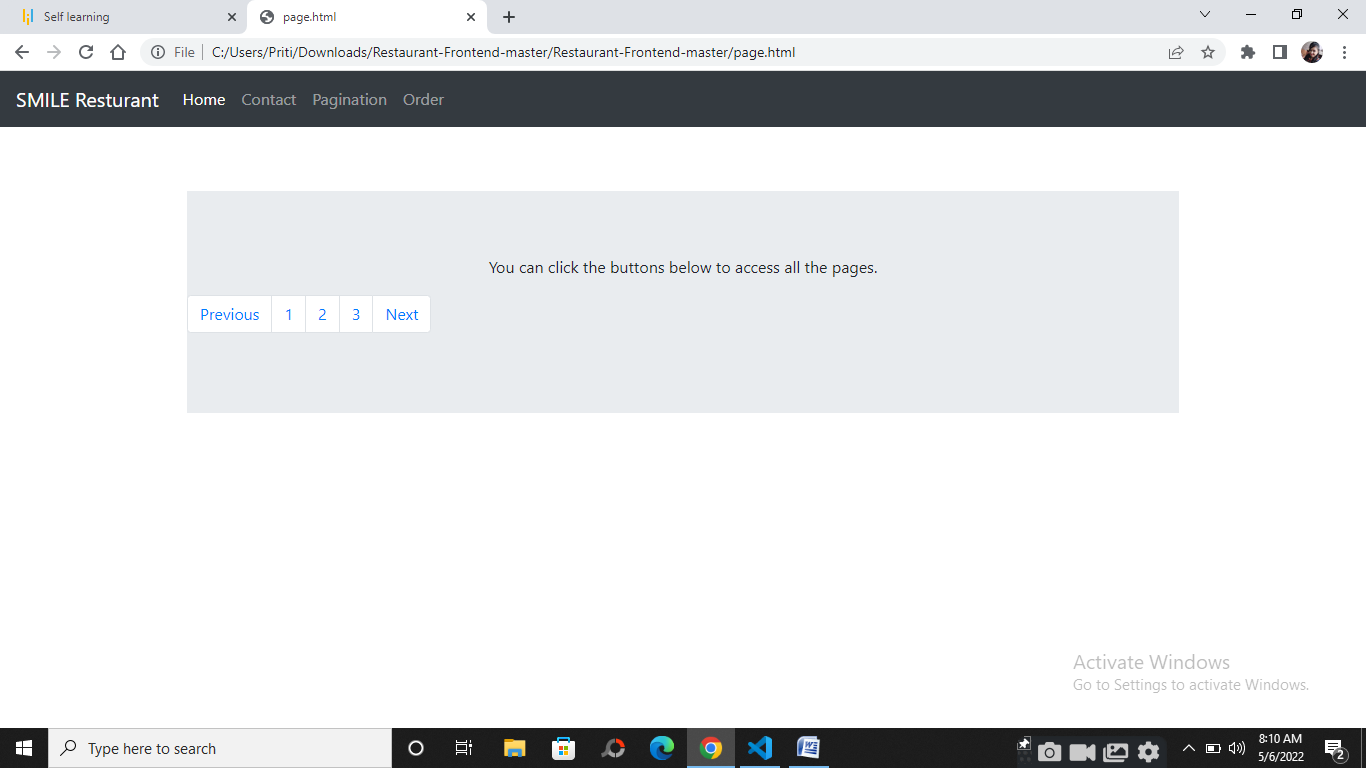 Self learning
page.html
File
C:/Users/Priti/Downloads/Restaurant-Frontend-master/Restaurant-Frontend-master/page.html
SMILE Resturant Home Contact Pagination Order
You can click the buttons below to access all the pages.
Previous 1 2 3 Next
Activate Windows
Go to Settings to activate Windows.
Type here to search
8:10 AM
5/6/2022
2